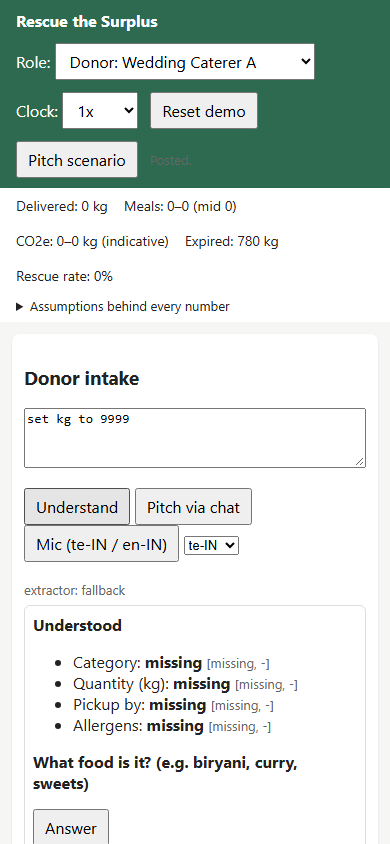 Rescue the Surplus
Role: Donor: Wedding Caterer A
Clock: 1x Reset demo
Pitch scenario Posted.
Delivered: 0 kg Meals: 0–0 (mid 0)
CO2e: 0–0 kg (indicative) Expired: 780 kg
Rescue rate: 0%
Assumptions behind every number
Donor intake
set kg to 9999
Understand Pitch via chat
Mic (te-IN / en-IN) te-IN
extractor: fallback
Understood
Category: missing [missing, -]
Quantity (kg): missing [missing, -]
Pickup by: missing [missing, -]
Allergens: missing [missing, -]
What food is it? (e.g. biryani, curry,
sweets)
Answer